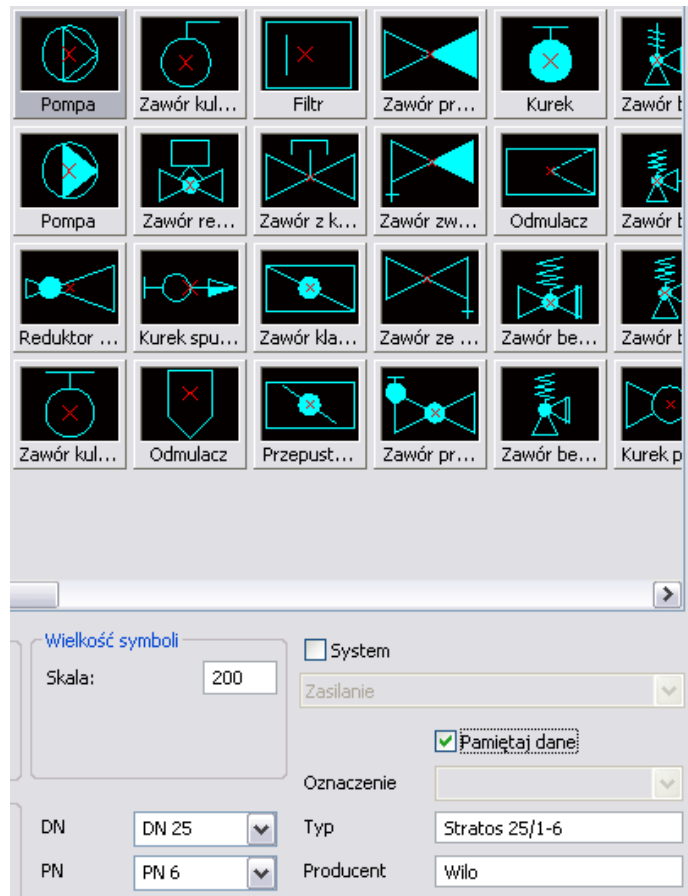 Pompa Zawór kul... Filtr Zawór pr... Kurek Zawór b
Pompa Zawór re... Zawór z k... Zawór zw... Odmulacz Zawór b
Reduktor ... Kurek spu... Zawór kla... Zawór ze ... Zawór be... Zawór b
Zawór kul... Odmulacz Przepust... Zawór pr... Zawór be... Kurek p
Wielkość symboli
System
Skala: 200
Zasilanie
Pamiętaj dane
Oznaczenie
DN DN 25 Typ Stratos 25/1-6
PN PN 6 Producent Wilo